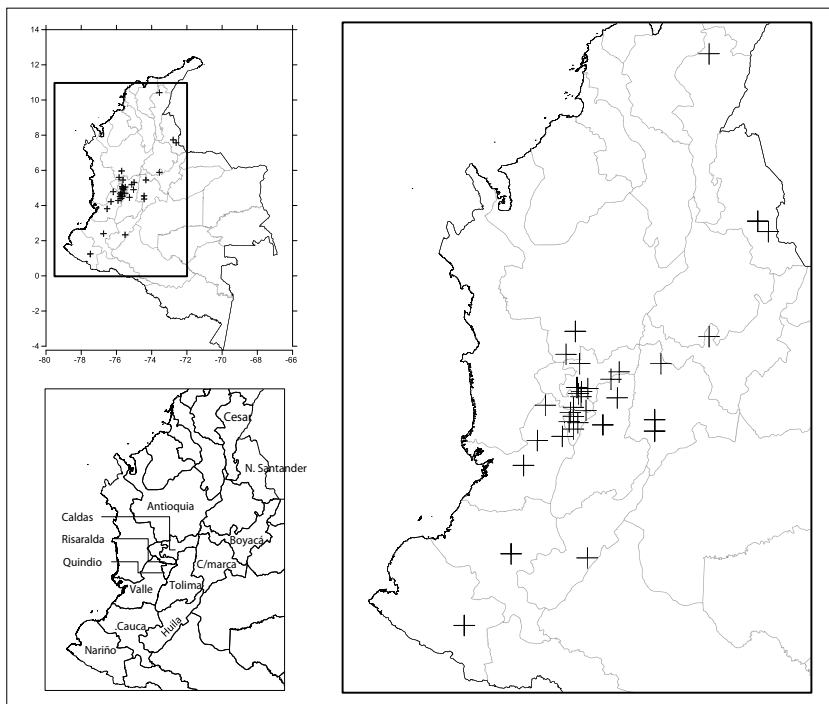 14
12
10
8
6
4
2
0
-2
-4
-80 -78 -76 -74 -72 -70 -68 -66
Cesar
N. Santander
Antioquia
Caldas
Risaralda
Boyacá
Quindio
C/marca
Tolima
Valle
Cauca
Huila
Nariño